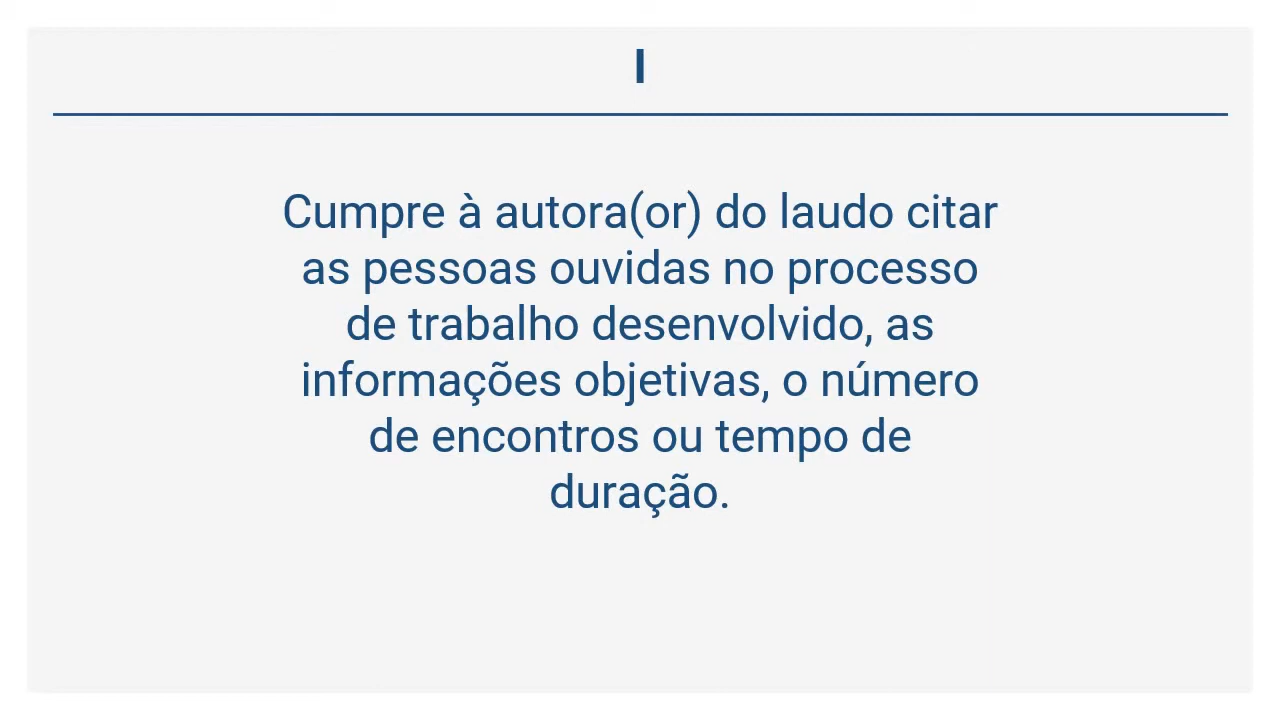 I
Cumpre à autora(or) do laudo citar
as pessoas ouvidas no processo
de trabalho desenvolvido, as
informações objetivas, o número
de encontros ou tempo de
duração.